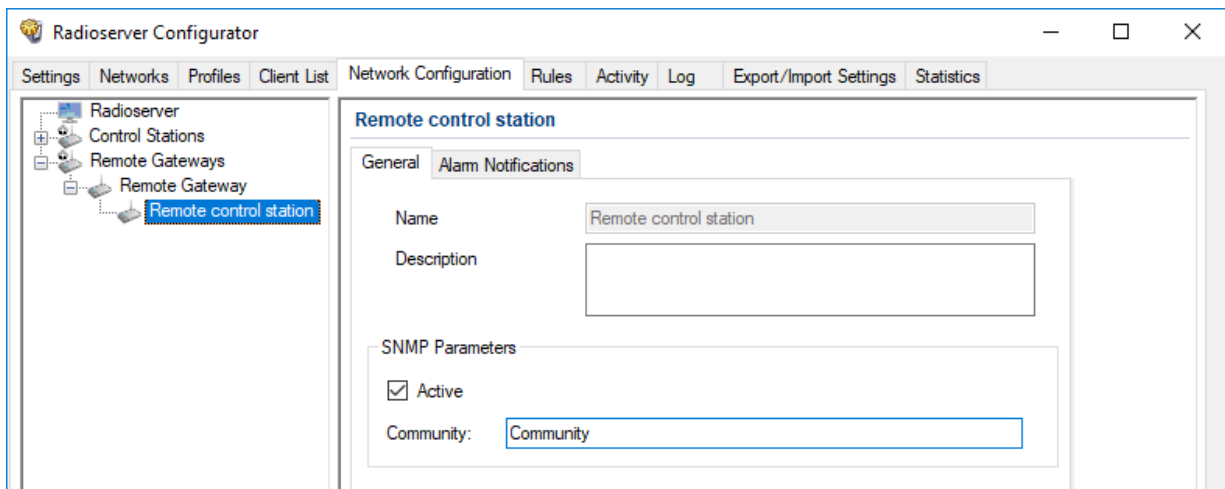 Radioserver Configurator
Settings Networks Profiles Client List Network Configuration Rules Activity Log Export/Import Settings Statistics
Radioserver
Control Stations
Remote Gateways
Remote Gateway
Remote control station
Remote control station
General Alarm Notifications
Name Remote control station
Description
SNMP Parameters
Active
Community: Community